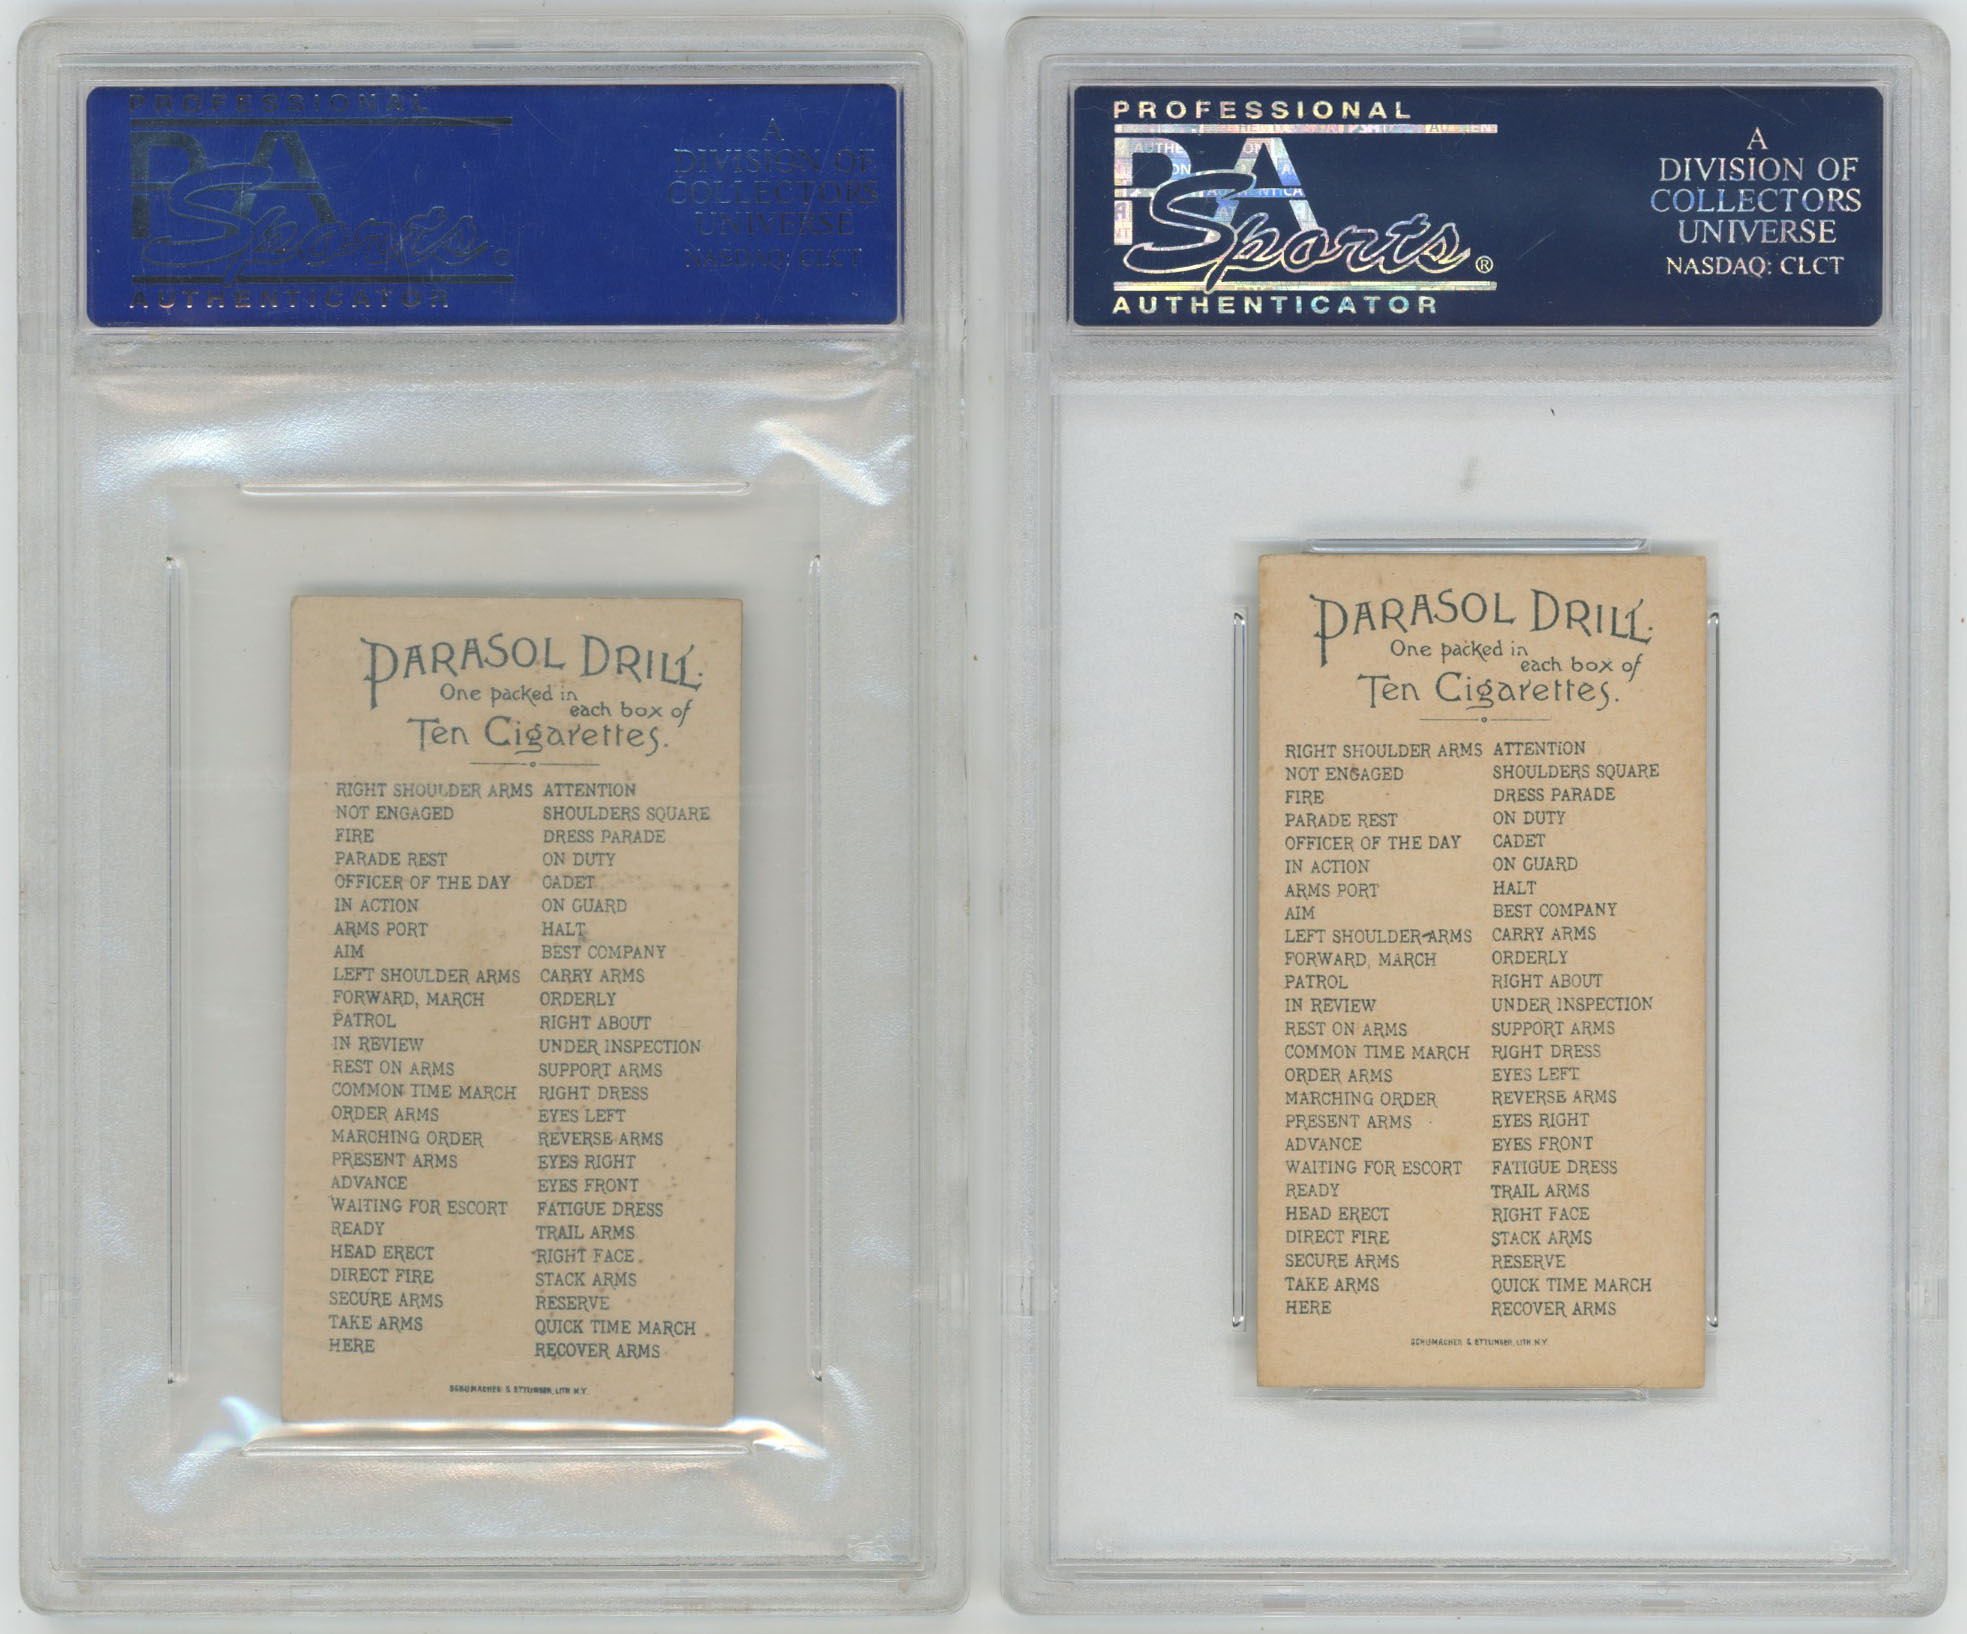 PROFESSIONAL
PSA
Sports®
AUTHENTICATOR
A
DIVISION OF
COLLECTORS
UNIVERSE
NASDAQ: CLCT
PARASOL DRILL.
One packed in
each box of
Ten Cigarettes.
RIGHT SHOULDER ARMS ATTENTION
NOT ENGAGED SHOULDERS SQUARE
FIRE DRESS PARADE
PARADE REST ON DUTY
OFFICER OF THE DAY CADET
IN ACTION ON GUARD
ARMS PORT HALT
AIM BEST COMPANY
LEFT SHOULDER ARMS CARRY ARMS
FORWARD, MARCH ORDERLY
PATROL RIGHT ABOUT
IN REVIEW UNDER INSPECTION
REST ON ARMS SUPPORT ARMS
COMMON TIME MARCH RIGHT DRESS
ORDER ARMS EYES LEFT
MARCHING ORDER REVERSE ARMS
PRESENT ARMS EYES RIGHT
ADVANCE EYES FRONT
WAITING FOR ESCORT FATIGUE DRESS
READY TRAIL ARMS
HEAD ERECT RIGHT FACE
DIRECT FIRE STACK ARMS
SECURE ARMS RESERVE
TAKE ARMS QUICK TIME MARCH
HERE RECOVER ARMS
SCHUMACHER & ETTLINGER, LITH. N.Y.
PROFESSIONAL
PSA
Sports®
AUTHENTICATOR
A
DIVISION OF
COLLECTORS
UNIVERSE
NASDAQ: CLCT
PARASOL DRILL.
One packed in
each box of
Ten Cigarettes.
RIGHT SHOULDER ARMS ATTENTION
NOT ENGAGED SHOULDERS SQUARE
FIRE DRESS PARADE
PARADE REST ON DUTY
OFFICER OF THE DAY CADET
IN ACTION ON GUARD
ARMS PORT HALT
AIM BEST COMPANY
LEFT SHOULDER ARMS CARRY ARMS
FORWARD, MARCH ORDERLY
PATROL RIGHT ABOUT
IN REVIEW UNDER INSPECTION
REST ON ARMS SUPPORT ARMS
COMMON TIME MARCH RIGHT DRESS
ORDER ARMS EYES LEFT
MARCHING ORDER REVERSE ARMS
PRESENT ARMS EYES RIGHT
ADVANCE EYES FRONT
WAITING FOR ESCORT FATIGUE DRESS
READY TRAIL ARMS
HEAD ERECT RIGHT FACE
DIRECT FIRE STACK ARMS
SECURE ARMS RESERVE
TAKE ARMS QUICK TIME MARCH
HERE RECOVER ARMS
SCHUMACHER & ETTLINGER, LITH. N.Y.